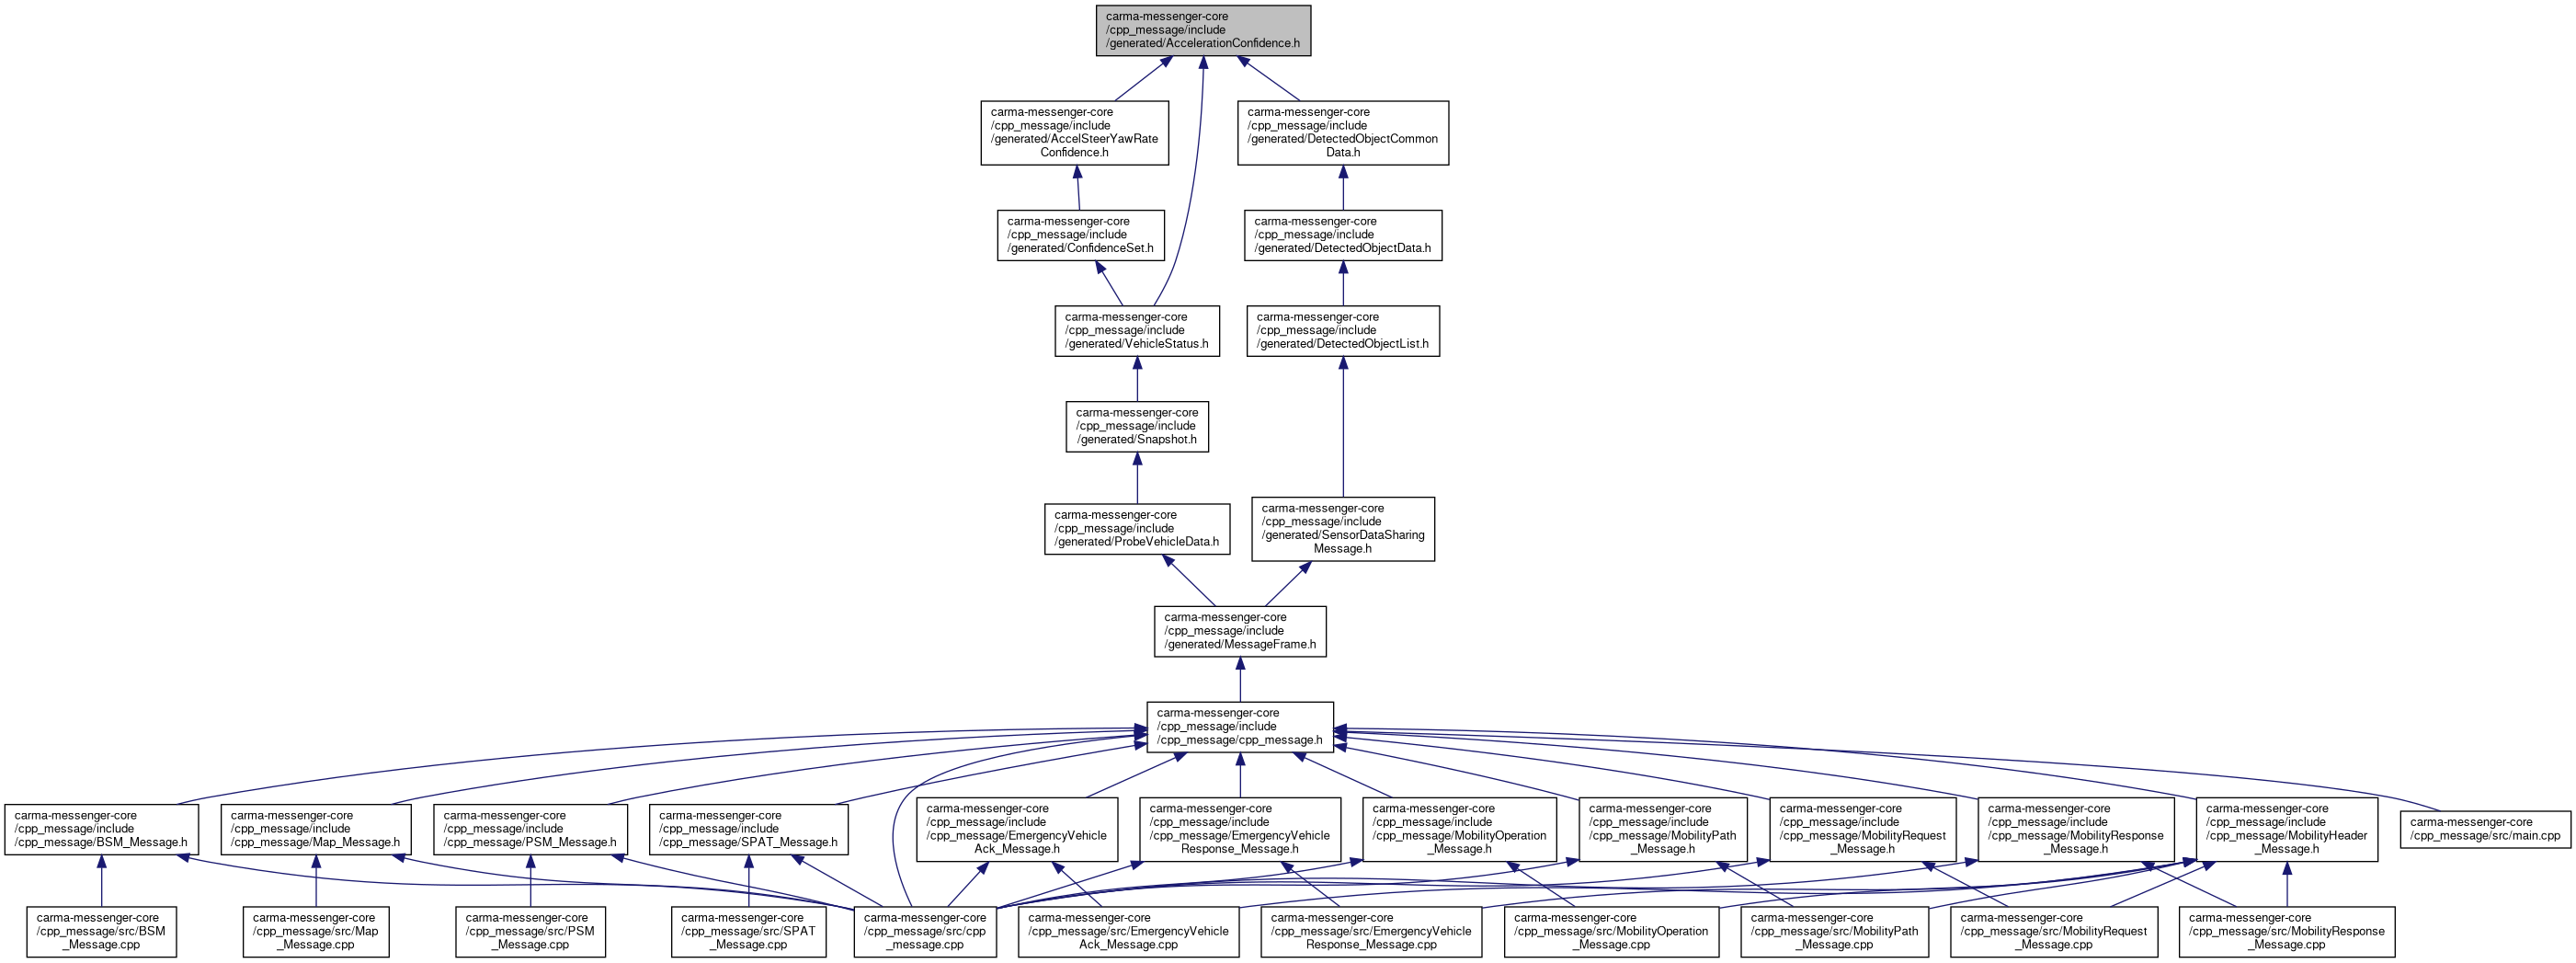 carma-messenger-core
/cpp_message/include
/generated/AccelerationConfidence.h
carma-messenger-core
/cpp_message/include
/generated/AccelSteerYawRate
Confidence.h
carma-messenger-core
/cpp_message/include
/generated/DetectedObjectCommon
Data.h
carma-messenger-core
/cpp_message/include
/generated/ConfidenceSet.h
carma-messenger-core
/cpp_message/include
/generated/DetectedObjectData.h
carma-messenger-core
/cpp_message/include
/generated/VehicleStatus.h
carma-messenger-core
/cpp_message/include
/generated/DetectedObjectList.h
carma-messenger-core
/cpp_message/include
/generated/Snapshot.h
carma-messenger-core
/cpp_message/include
/generated/ProbeVehicleData.h
carma-messenger-core
/cpp_message/include
/generated/SensorDataSharing
Message.h
carma-messenger-core
/cpp_message/include
/generated/MessageFrame.h
carma-messenger-core
/cpp_message/include
/cpp_message/cpp_message.h
carma-messenger-core
/cpp_message/include
/cpp_message/BSM_Message.h
carma-messenger-core
/cpp_message/include
/cpp_message/Map_Message.h
carma-messenger-core
/cpp_message/include
/cpp_message/PSM_Message.h
carma-messenger-core
/cpp_message/include
/cpp_message/SPAT_Message.h
carma-messenger-core
/cpp_message/include
/cpp_message/EmergencyVehicle
Ack_Message.h
carma-messenger-core
/cpp_message/include
/cpp_message/EmergencyVehicle
Response_Message.h
carma-messenger-core
/cpp_message/include
/cpp_message/MobilityOperation
_Message.h
carma-messenger-core
/cpp_message/include
/cpp_message/MobilityPath
_Message.h
carma-messenger-core
/cpp_message/include
/cpp_message/MobilityRequest
_Message.h
carma-messenger-core
/cpp_message/include
/cpp_message/MobilityResponse
_Message.h
carma-messenger-core
/cpp_message/include
/cpp_message/MobilityHeader
_Message.h
carma-messenger-core
/cpp_message/src/main.cpp
carma-messenger-core
/cpp_message/src/BSM
_Message.cpp
carma-messenger-core
/cpp_message/src/Map
_Message.cpp
carma-messenger-core
/cpp_message/src/PSM
_Message.cpp
carma-messenger-core
/cpp_message/src/SPAT
_Message.cpp
carma-messenger-core
/cpp_message/src/cpp
_message.cpp
carma-messenger-core
/cpp_message/src/EmergencyVehicle
Ack_Message.cpp
carma-messenger-core
/cpp_message/src/EmergencyVehicle
Response_Message.cpp
carma-messenger-core
/cpp_message/src/MobilityOperation
_Message.cpp
carma-messenger-core
/cpp_message/src/MobilityPath
_Message.cpp
carma-messenger-core
/cpp_message/src/MobilityRequest
_Message.cpp
carma-messenger-core
/cpp_message/src/MobilityResponse
_Message.cpp